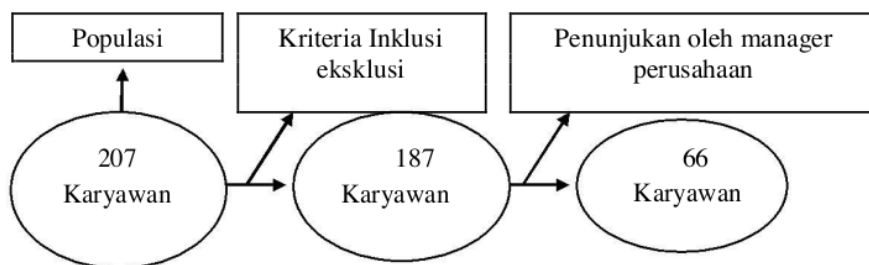 Populasi
Kriteria Inklusi
eksklusi
Penunjukan oleh manager
perusahaan
207
Karyawan
187
Karyawan
66
Karyawan